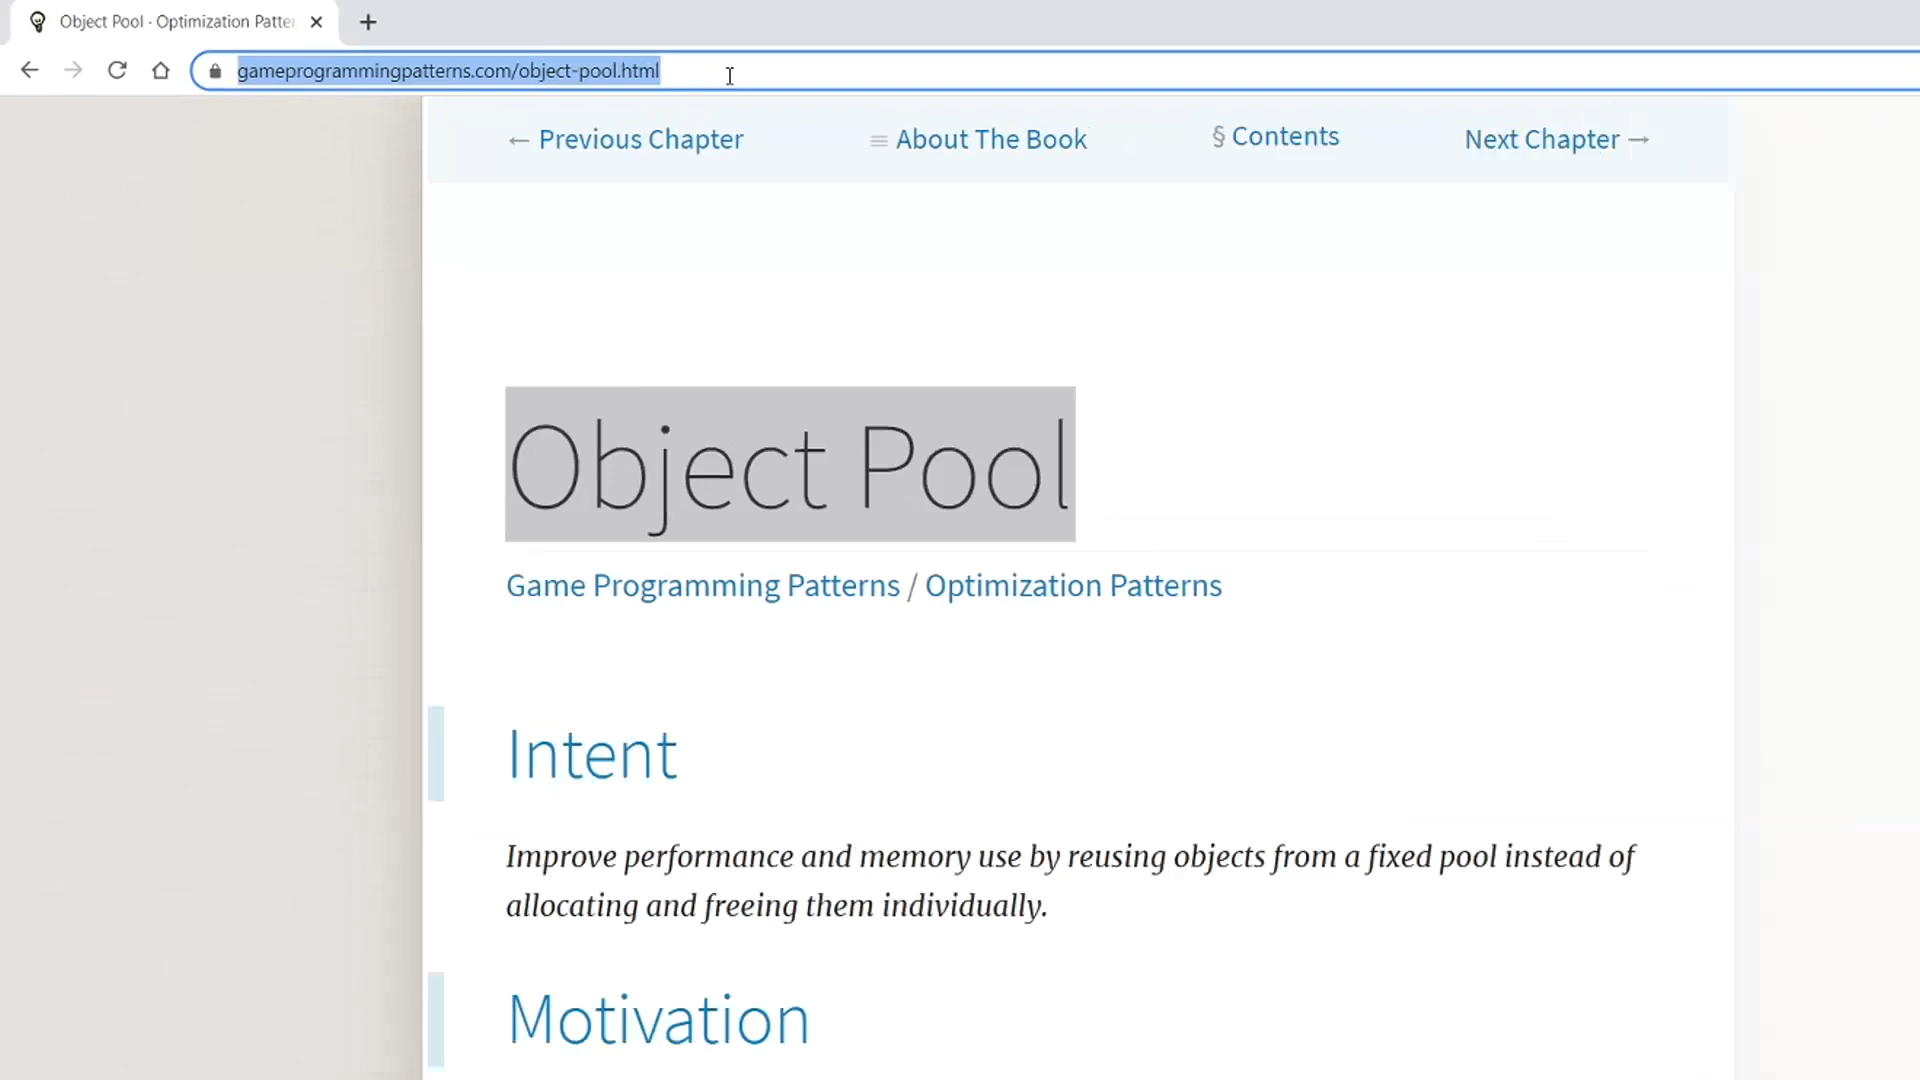 Object Pool · Optimization Patter
gameprogrammingpatterns.com/object-pool.html
← Previous Chapter
≡ About The Book
§ Contents
Next Chapter →
Object Pool
Game Programming Patterns / Optimization Patterns
Intent
Improve performance and memory use by reusing objects from a fixed pool instead of
allocating and freeing them individually.
Motivation